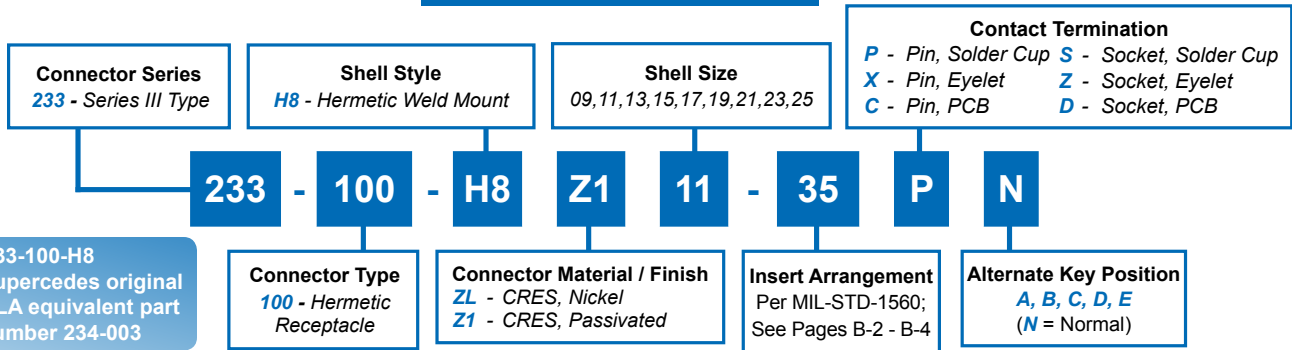 Connector Series
233 - Series III Type
Shell Style
H8 - Hermetic Weld Mount
Shell Size
09,11,13,15,17,19,21,23,25
Contact Termination
P - Pin, Solder Cup S - Socket, Solder Cup
X - Pin, Eyelet Z - Socket, Eyelet
C - Pin, PCB D - Socket, PCB
233 - 100 - H8 Z1 11 - 35 P N
33-100-H8
upercedes original
LA equivalent part
umber 234-003
Connector Type
100 - Hermetic
Receptacle
Connector Material / Finish
ZL - CRES, Nickel
Z1 - CRES, Passivated
Insert Arrangement
Per MIL-STD-1560;
See Pages B-2 - B-4
Alternate Key Position
A, B, C, D, E
(N = Normal)